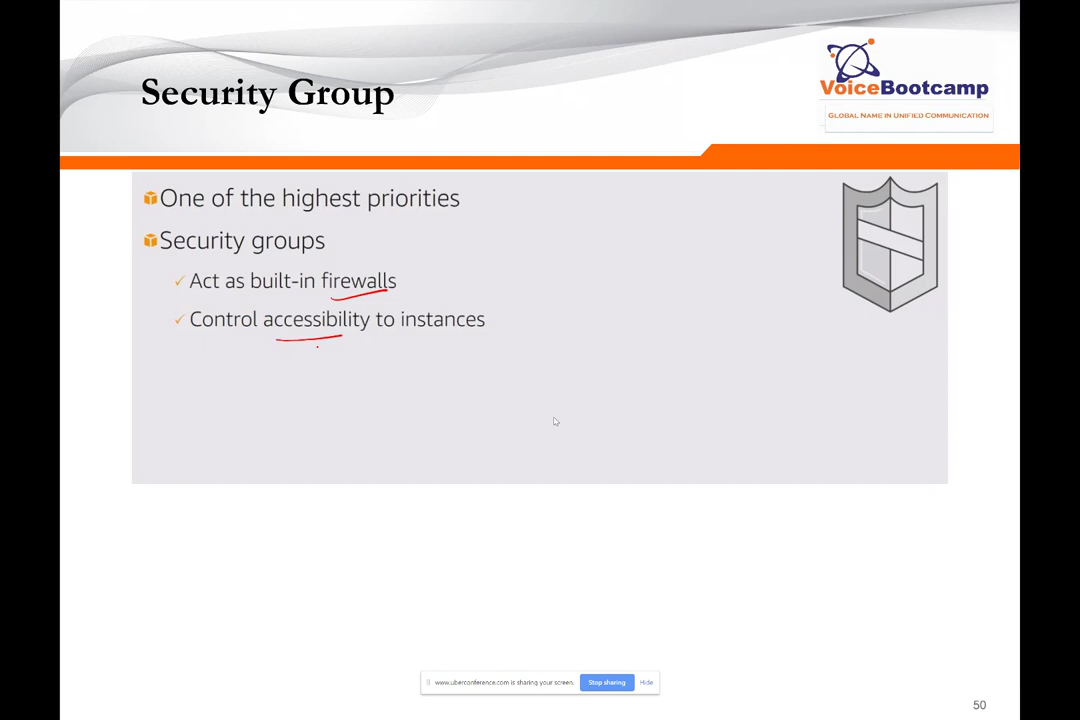 Security Group
VoiceBootcamp
GLOBAL NAME IN UNIFIED COMMUNICATION
One of the highest priorities
Security groups
Act as built-in firewalls
Control accessibility to instances
www.uberconference.com is sharing your screen.
Stop sharing
Hide
50